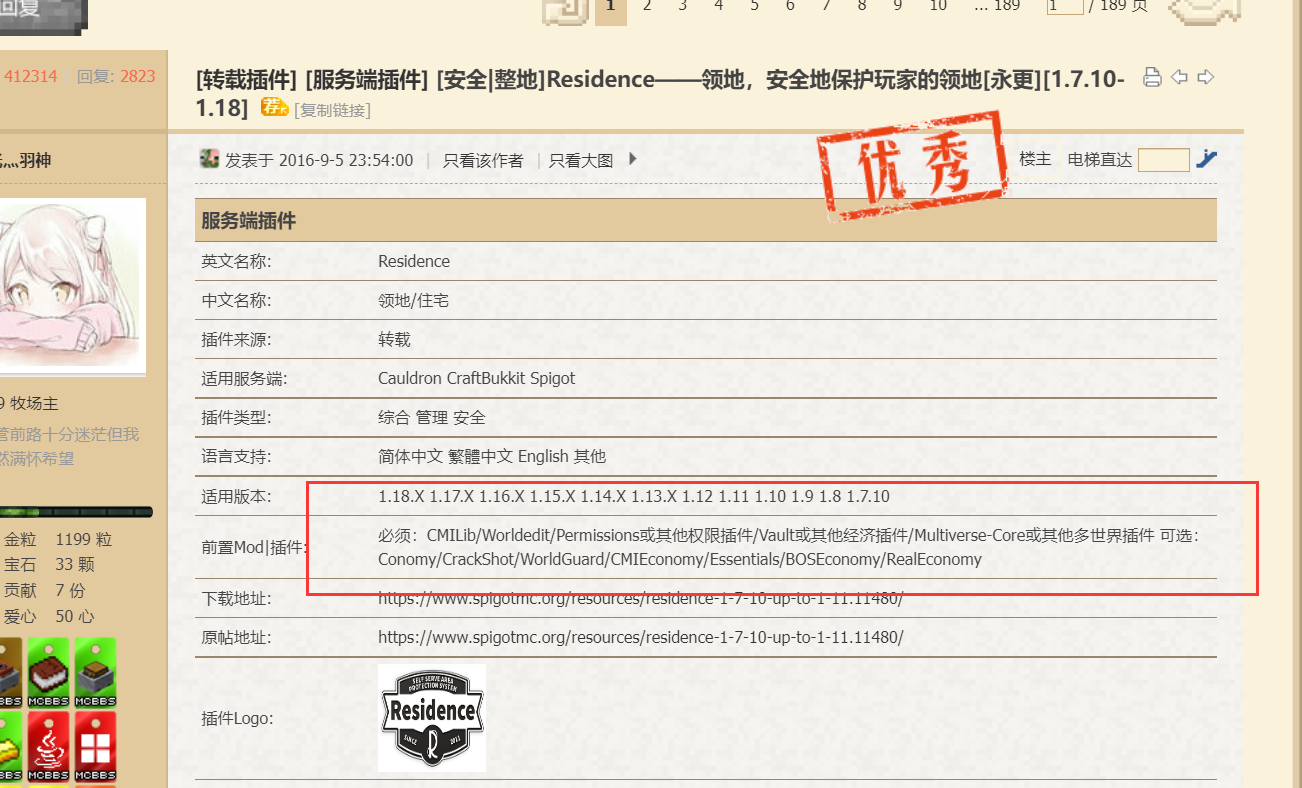 回复
1 2 3 4 5 6 7 8 9 10 ... 189 1 / 189 页
412314 回复: 2823
[转载插件] [服务端插件] [安全|整地]Residence——领地，安全地保护玩家的领地[永更][1.7.10-
1.18] 荐 [复制链接]
灬羽神
发表于 2016-9-5 23:54:00 | 只看该作者 | 只看大图
优秀
楼主 电梯直达
服务端插件
英文名称: Residence
中文名称: 领地/住宅
插件来源: 转载
适用服务端: Cauldron CraftBukkit Spigot
插件类型: 综合 管理 安全
语言支持: 简体中文 繁體中文 English 其他
适用版本: 1.18.X 1.17.X 1.16.X 1.15.X 1.14.X 1.13.X 1.12 1.11 1.10 1.9 1.8 1.7.10
前置Mod|插件: 必须：CMILib/Worldedit/Permissions或其他权限插件/Vault或其他经济插件/Multiverse-Core或其他多世界插件 可选：
Conomy/CrackShot/WorldGuard/CMIEconomy/Essentials/BOSEconomy/RealEconomy
下载地址: https://www.spigotmc.org/resources/residence-1-7-10-up-to-1-11.11480/
原帖地址: https://www.spigotmc.org/resources/residence-1-7-10-up-to-1-11.11480/
插件Logo:
SELF SERVE AREA
PROTECTION SYSTEM
Residence
SINCE R 2011
9 牧场主
管前路十分迷茫但我
然满怀希望
金粒 1199 粒
宝石 33 颗
贡献 7 份
爱心 50 心
BBS MCBBS MCBBS
BBS MCBBS MCBBS